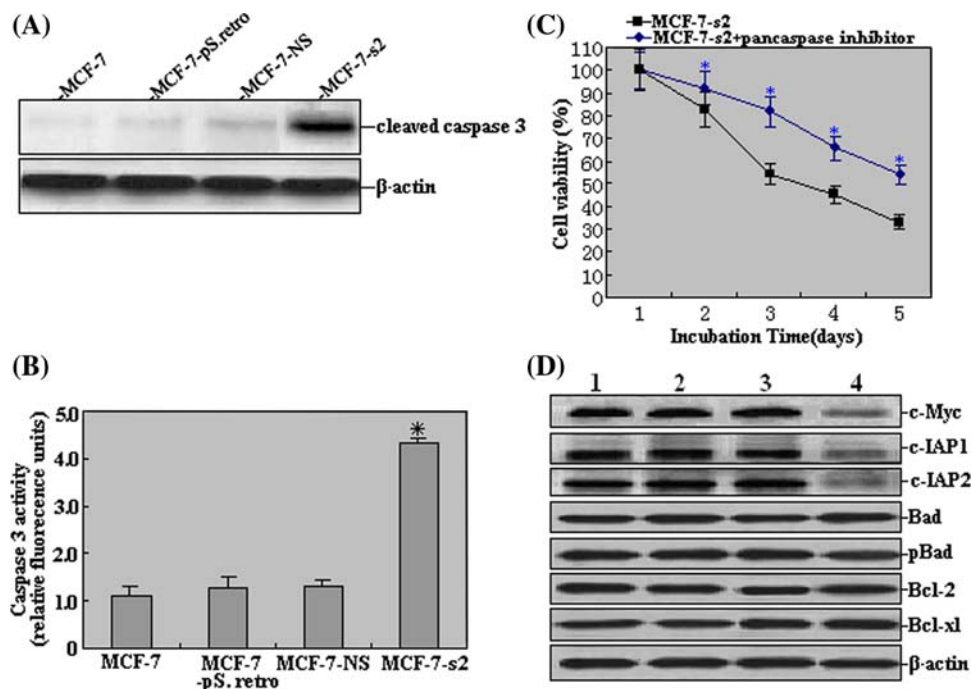 (A)
-MCF-7
-MCF-7-pS.retro
-MCF-7-NS
-MCF-7-s2
cleaved caspase 3
β-actin
(B)
Caspase 3 activity
(relative fluorecence units)
5.0
4.0
3.0
2.0
1.0
0
*
MCF-7
MCF-7
-pS.retro
MCF-7-NS
MCF-7-s2
(C)
MCF-7-s2
MCF-7-s2+pancaspase inhibitor
Cell viability (%)
110
100
90
80
70
60
50
40
30
20
10
0
* * * *
1 2 3 4 5
Incubation Time(days)
(D)
1 2 3 4
c-Myc
c-IAP1
c-IAP2
Bad
pBad
Bcl-2
Bcl-xl
β-actin